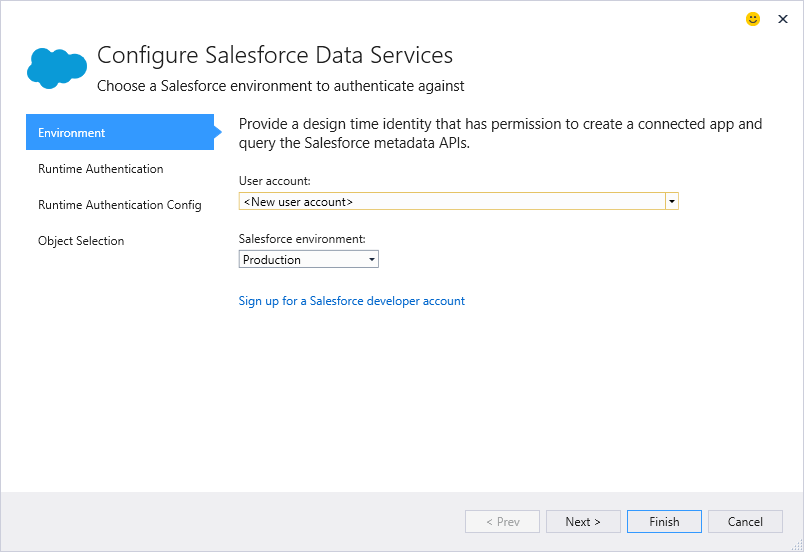 Configure Salesforce Data Services
Choose a Salesforce environment to authenticate against
Environment
Runtime Authentication
Runtime Authentication Config
Object Selection
Provide a design time identity that has permission to create a connected app and
query the Salesforce metadata APIs.
User account:
<New user account>
Salesforce environment:
Production
Sign up for a Salesforce developer account
< Prev
Next >
Finish
Cancel